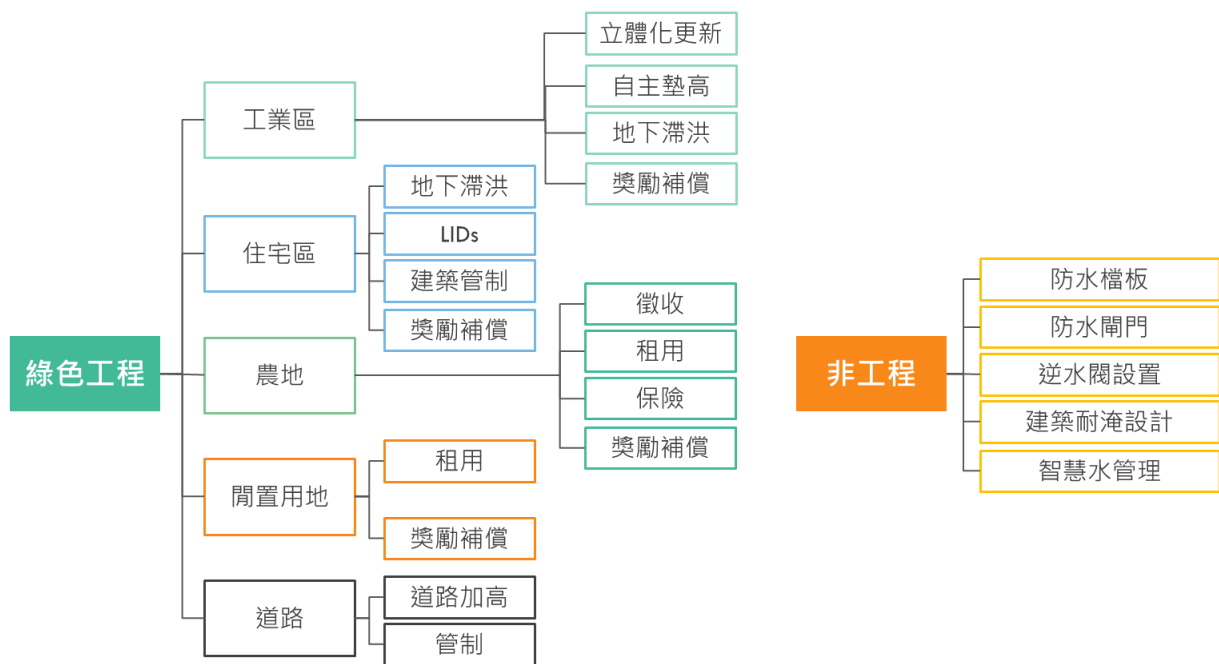 綠色工程
工業區
立體化更新
自主墊高
地下滯洪
獎勵補償
住宅區
地下滯洪
LIDs
建築管制
獎勵補償
農地
徵收
租用
保險
獎勵補償
閒置用地
租用
獎勵補償
道路
道路加高
管制
非工程
防水檔板
防水閘門
逆水閥設置
建築耐淹設計
智慧水管理